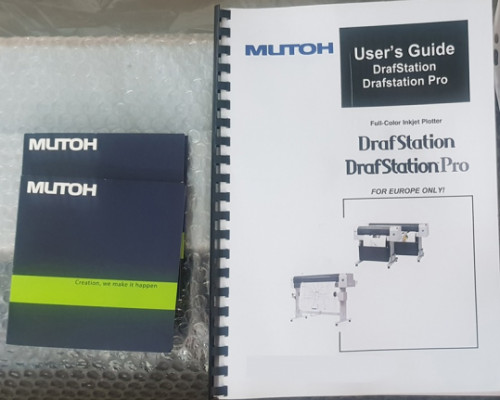 MUTOH
MUTOH
Creation, we make it happen
MUTOH
User's Guide
DrafStation
Drafstation Pro
Full-Color Inkjet Plotter
DrafStation
DrafStationPro
FOR EUROPE ONLY!